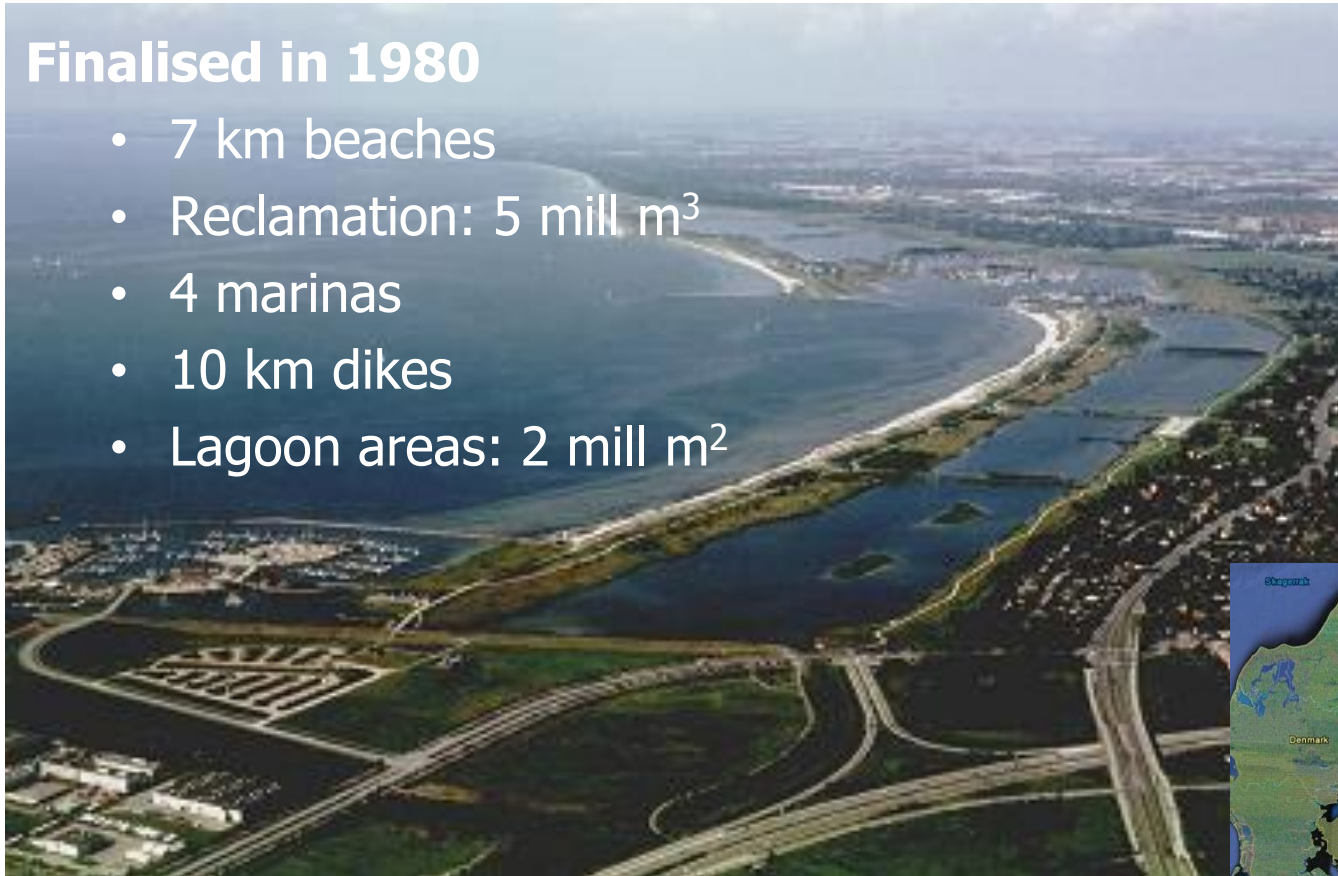 Finalised in 1980
• 7 km beaches
• Reclamation: 5 mill m³
• 4 marinas
• 10 km dikes
• Lagoon areas: 2 mill m²
Skagerrak
Denmark